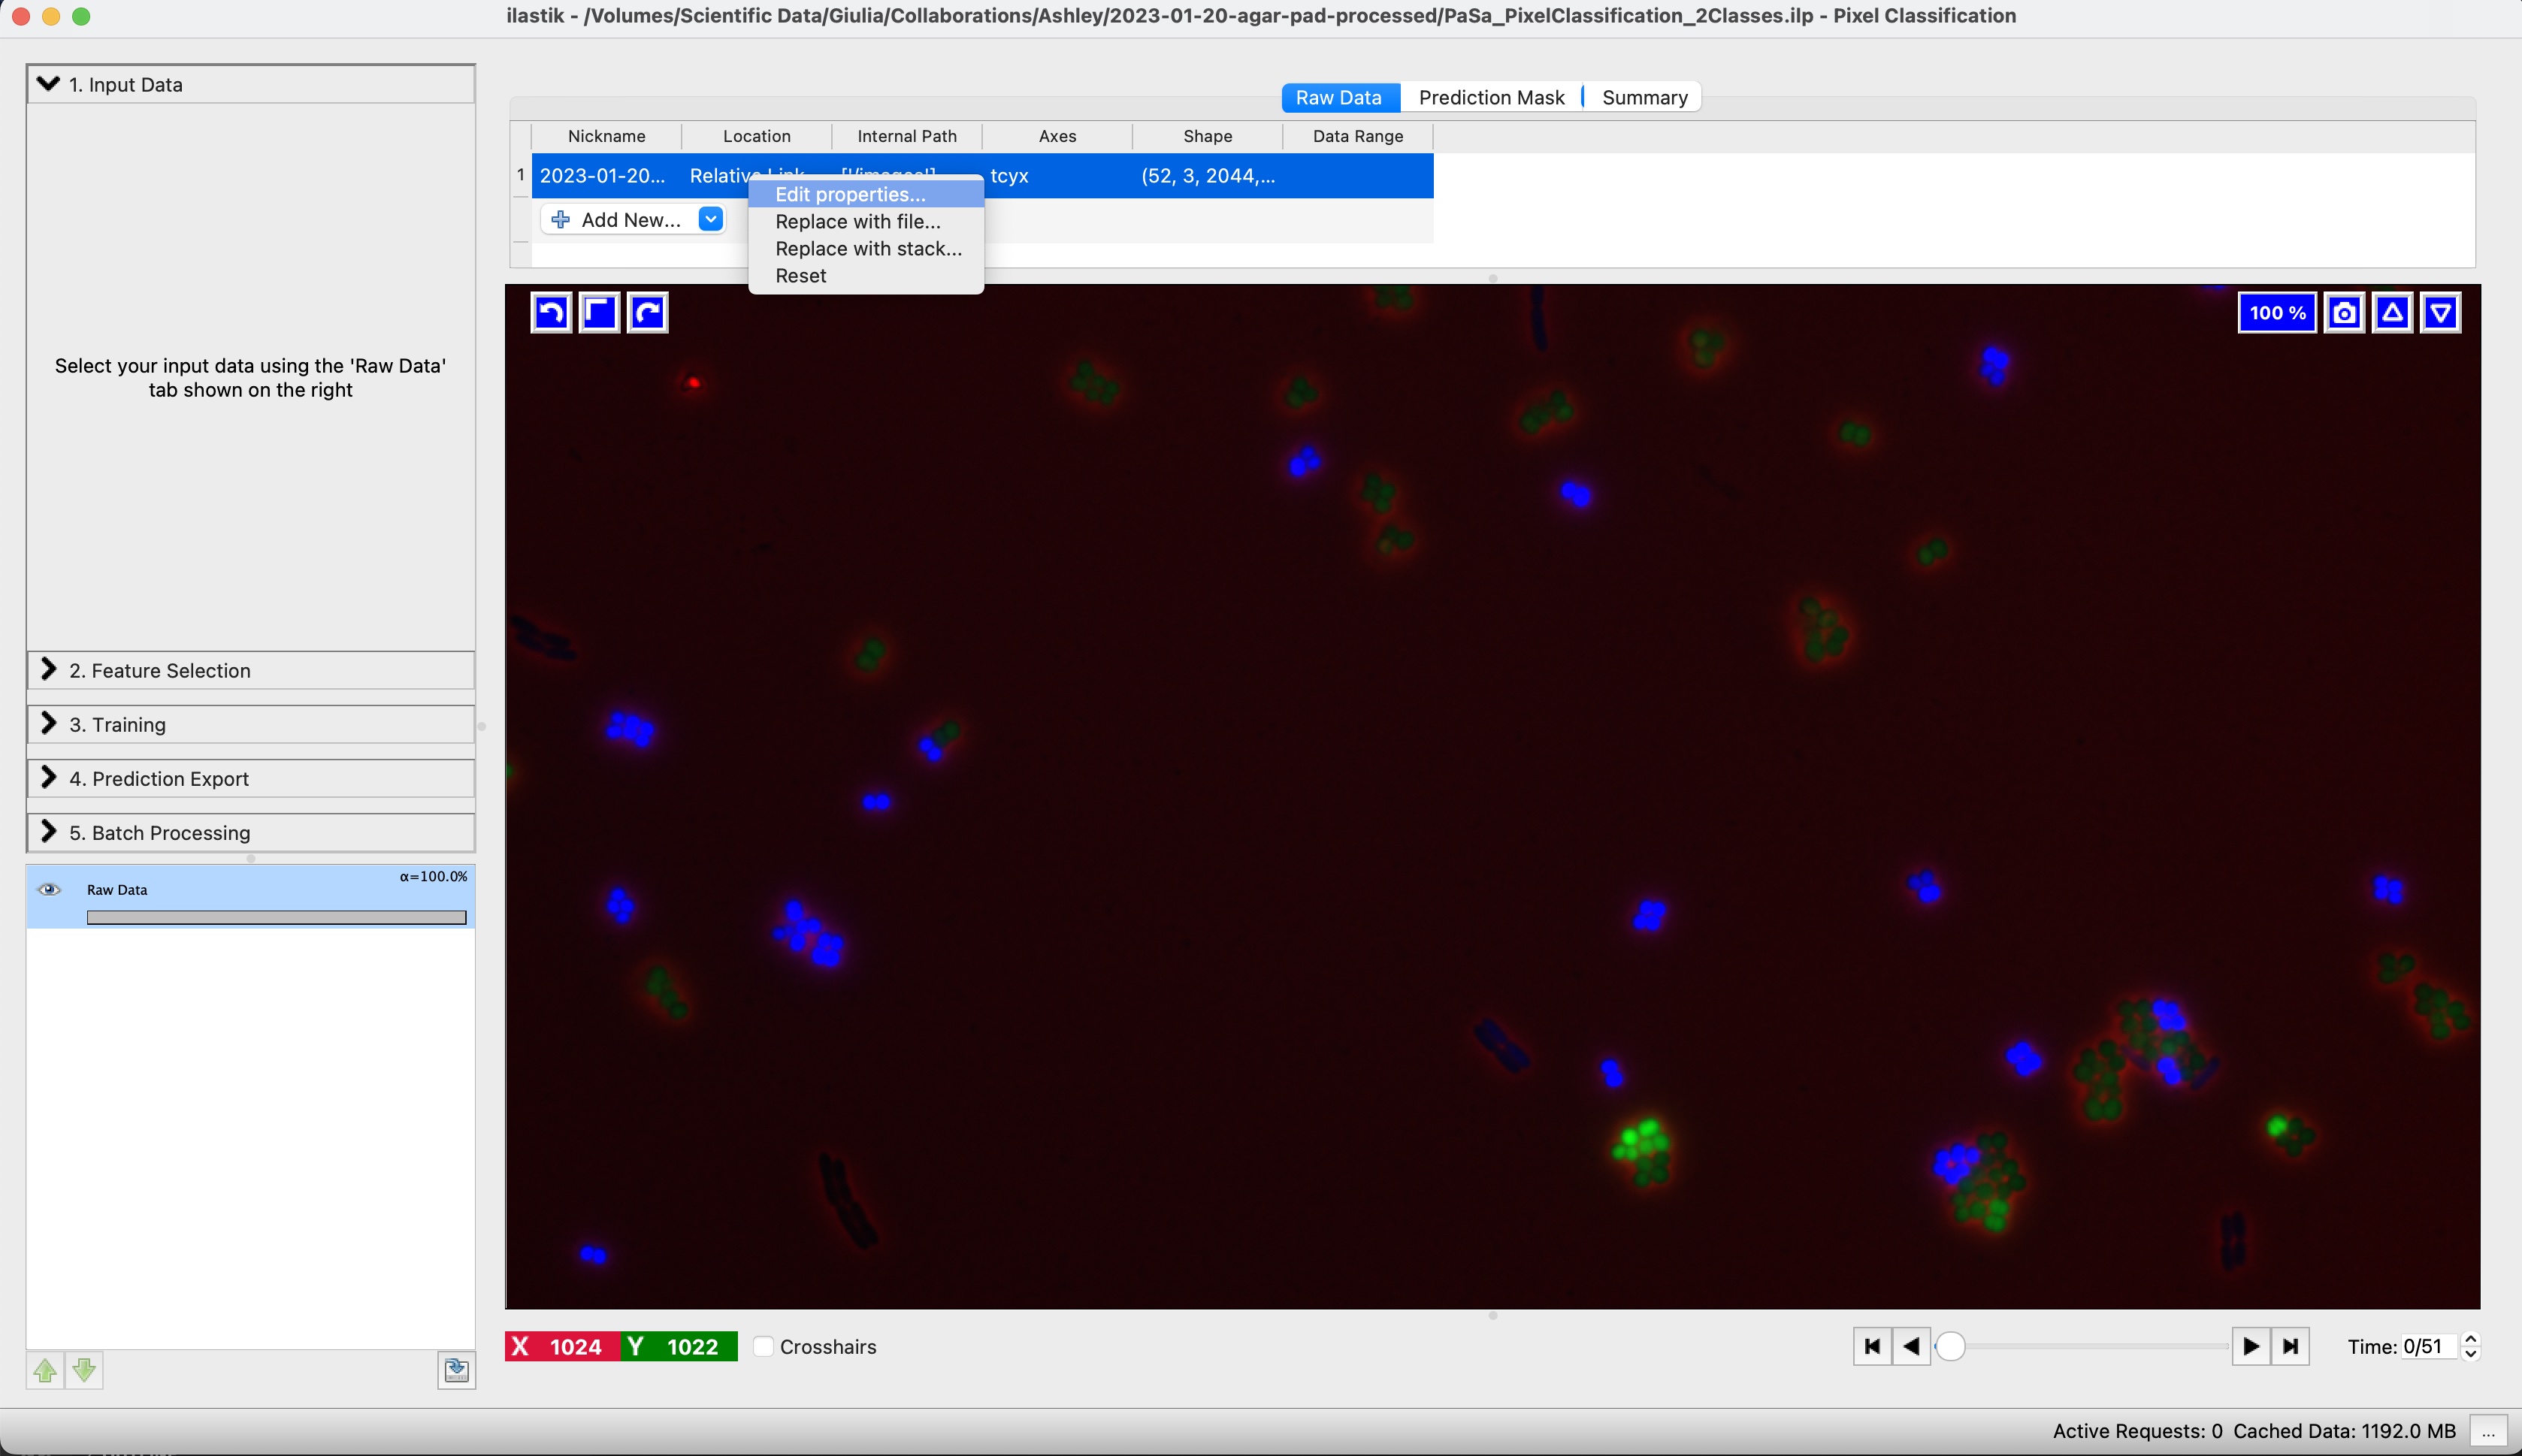 ilastik - /Volumes/Scientific Data/Giulia/Collaborations/Ashley/2023-01-20-agar-pad-processed/PaSa_PixelClassification_2Classes.ilp - Pixel Classification
1. Input Data
Select your input data using the 'Raw Data'
tab shown on the right
2. Feature Selection
3. Training
4. Prediction Export
5. Batch Processing
α=100.0%
Raw Data
Raw Data Prediction Mask Summary
Nickname Location Internal Path Axes Shape Data Range
1 2023-01-20... Relative Link ['/images'] tcyx (52, 3, 2044,...
Add New...
Edit properties...
Replace with file...
Replace with stack...
Reset
100 %
X 1024 Y 1022 Crosshairs
Time: 0/51
Active Requests: 0 Cached Data: 1192.0 MB ...